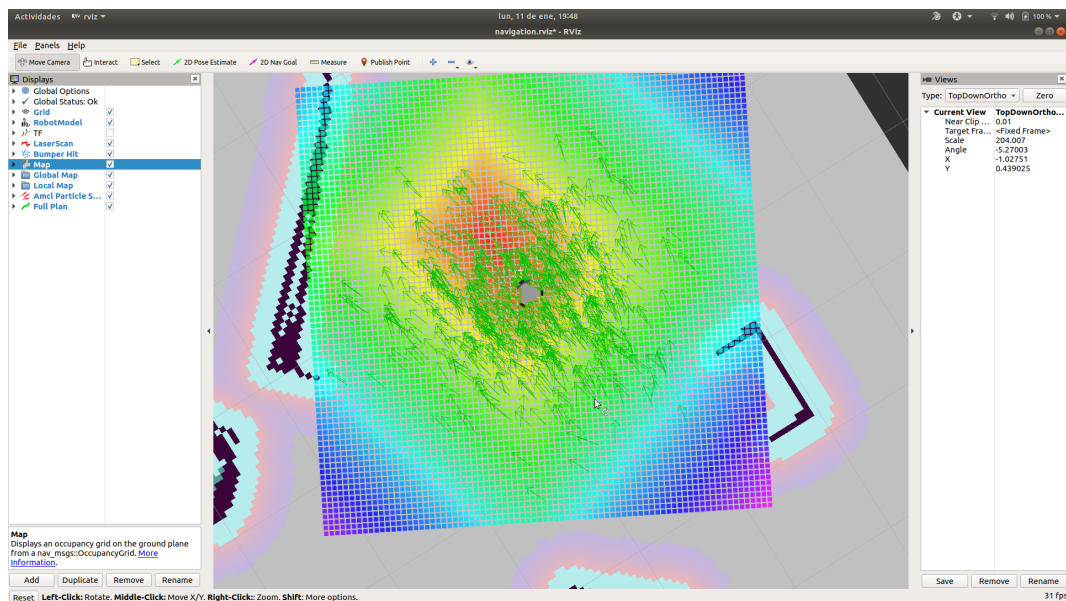 Actividades
rviz
lun, 11 de ene, 19:48
100 %
navigation.rviz* - RViz
File Panels Help
Move Camera Interact Select 2D Pose Estimate 2D Nav Goal Measure Publish Point
Displays
Global Options
Global Status: Ok
Grid
RobotModel
TF
LaserScan
Bumper Hit
Map
Global Map
Local Map
Amcl Particle S...
Full Plan
Map
Displays an occupancy grid on the ground plane
from a nav_msgs::OccupancyGrid. More
Information.
Add Duplicate Remove Rename
Reset Left-Click: Rotate. Middle-Click: Move X/Y. Right-Click:: Zoom. Shift: More options.
Views
Type: TopDownOrtho Zero
Current View TopDownOrtho...
Near Clip ... 0.01
Target Fra... <Fixed Frame>
Scale 204.007
Angle -5.27003
X -1.02751
Y 0.439025
Save Remove Rename
31 fps